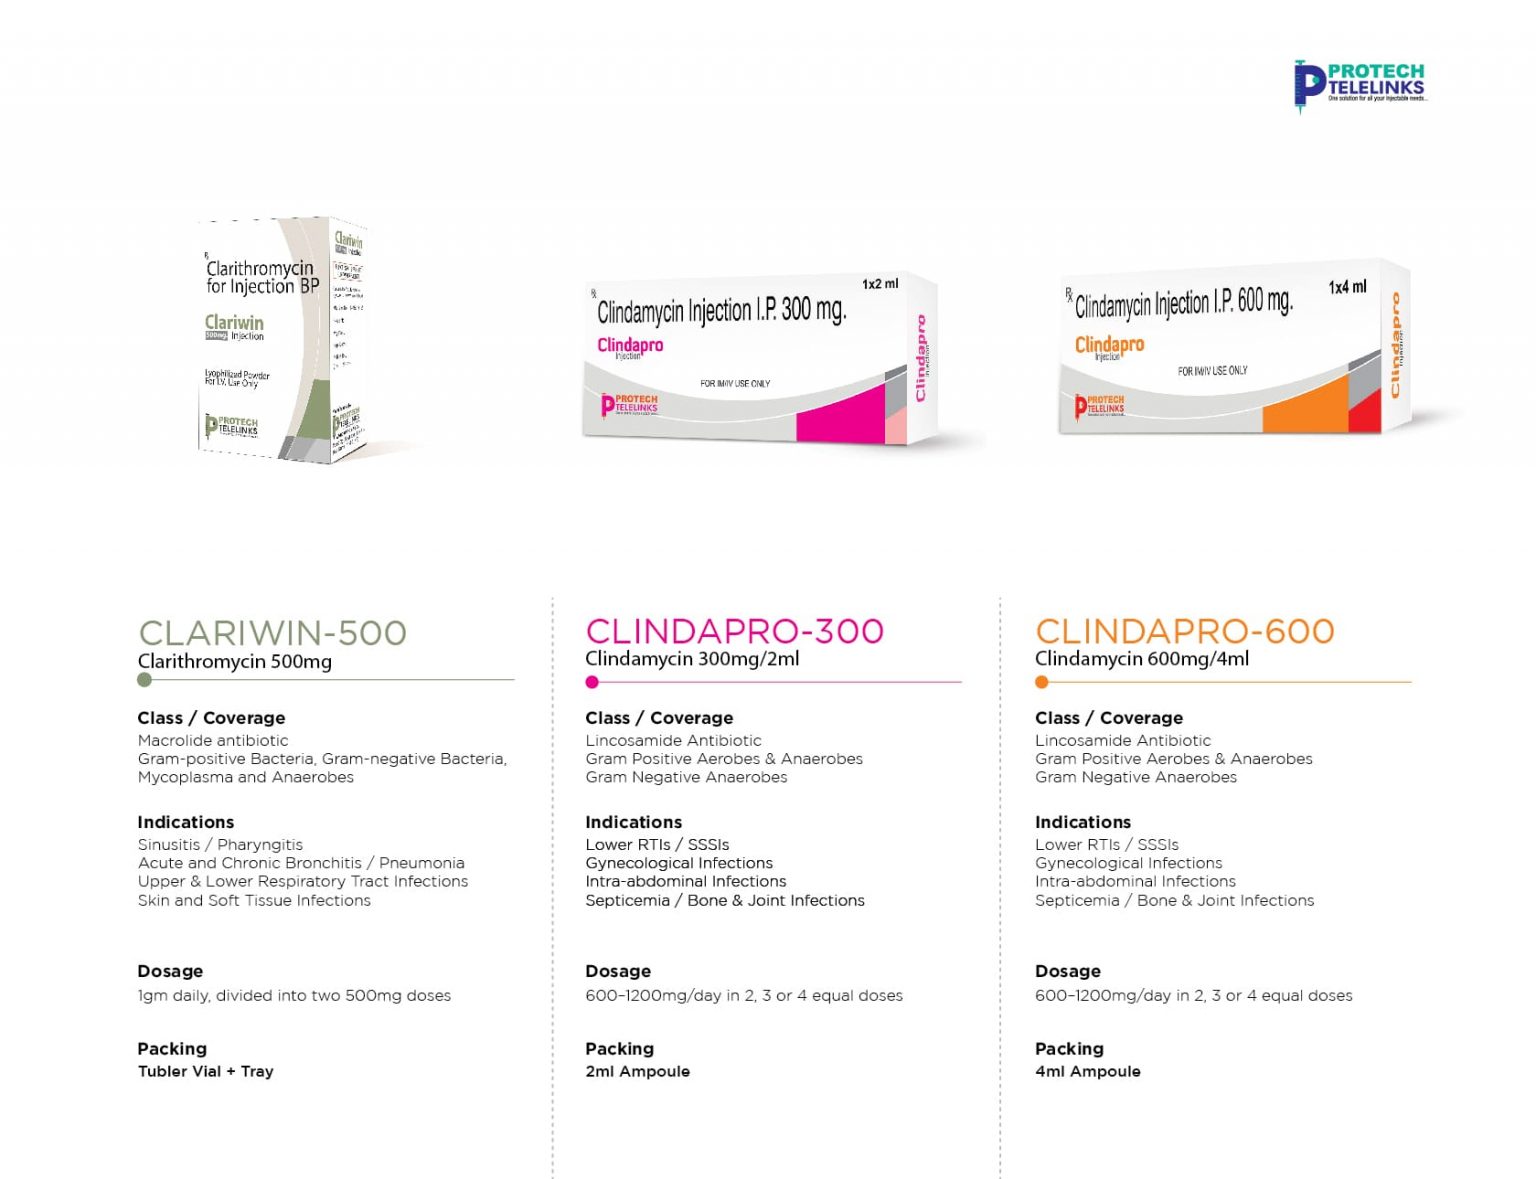 PROTECH
TELELINKS
One solution for all your injectable needs...
Rx
Clarithromycin
for Injection BP
Clariwin
500mg Injection
Lyophilized Powder
For I.V. Use Only
PROTECH
TELELINKS
Clariwin
Rx
Clindamycin Injection I.P. 300 mg.
1x2 ml
Clindapro
Injection
FOR IM/IV USE ONLY
PROTECH
TELELINKS
Clindapro
Injection
Rx
Clindamycin Injection I.P. 600 mg.
1x4 ml
Clindapro
Injection
FOR IM/IV USE ONLY
PROTECH
TELELINKS
Clindapro
Injection
CLARIWIN-500
Clarithromycin 500mg
Class / Coverage
Macrolide antibiotic
Gram-positive Bacteria, Gram-negative Bacteria,
Mycoplasma and Anaerobes
Indications
Sinusitis / Pharyngitis
Acute and Chronic Bronchitis / Pneumonia
Upper & Lower Respiratory Tract Infections
Skin and Soft Tissue Infections
Dosage
1gm daily, divided into two 500mg doses
Packing
Tubler Vial + Tray
CLINDAPRO-300
Clindamycin 300mg/2ml
Class / Coverage
Lincosamide Antibiotic
Gram Positive Aerobes & Anaerobes
Gram Negative Anaerobes
Indications
Lower RTIs / SSSIs
Gynecological Infections
Intra-abdominal Infections
Septicemia / Bone & Joint Infections
Dosage
600–1200mg/day in 2, 3 or 4 equal doses
Packing
2ml Ampoule
CLINDAPRO-600
Clindamycin 600mg/4ml
Class / Coverage
Lincosamide Antibiotic
Gram Positive Aerobes & Anaerobes
Gram Negative Anaerobes
Indications
Lower RTIs / SSSIs
Gynecological Infections
Intra-abdominal Infections
Septicemia / Bone & Joint Infections
Dosage
600–1200mg/day in 2, 3 or 4 equal doses
Packing
4ml Ampoule